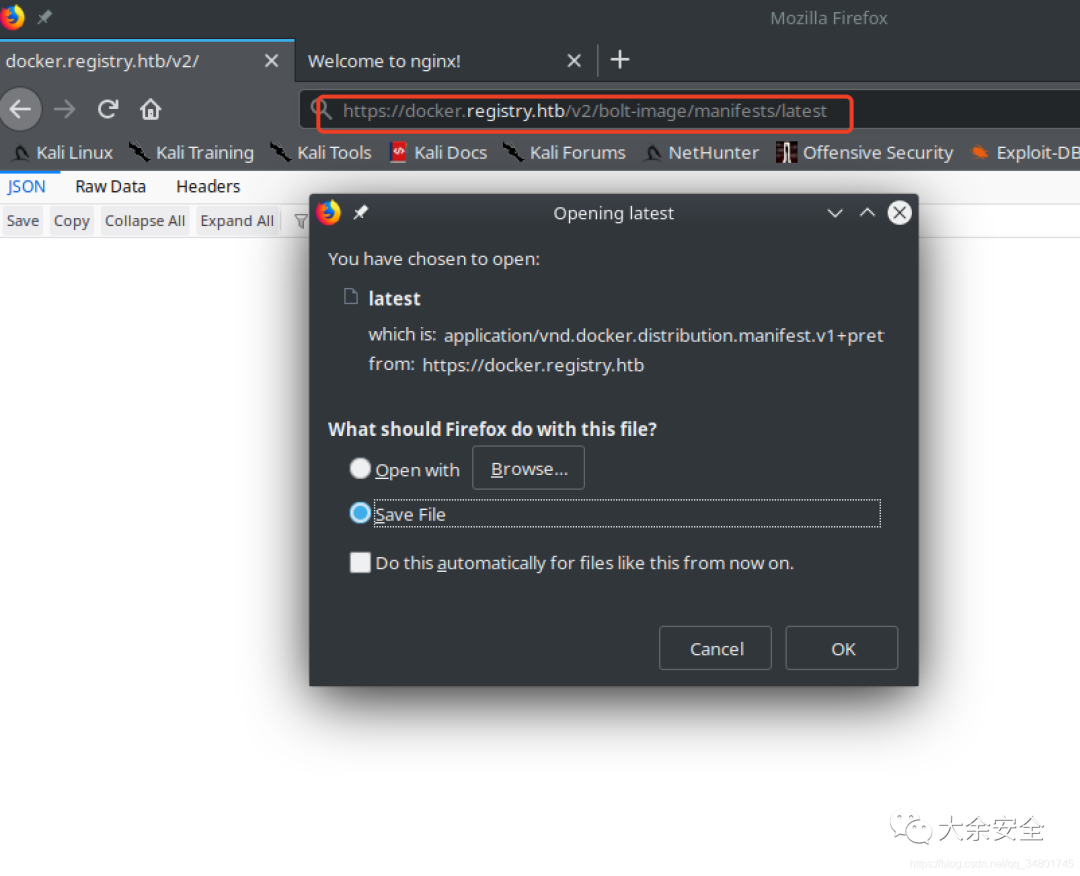 Mozilla Firefox
docker.registry.htb/v2/
Welcome to nginx!
https://docker.registry.htb/v2/bolt-image/manifests/latest
Kali Linux Kali Training Kali Tools Kali Docs Kali Forums NetHunter Offensive Security Exploit-DB
JSON Raw Data Headers
Save Copy Collapse All Expand All
Opening latest
You have chosen to open:
latest
which is: application/vnd.docker.distribution.manifest.v1+pret
from: https://docker.registry.htb
What should Firefox do with this file?
Open with Browse...
Save File
Do this automatically for files like this from now on.
Cancel OK
大余安全
https://blog.csdn.net/qq_34801745